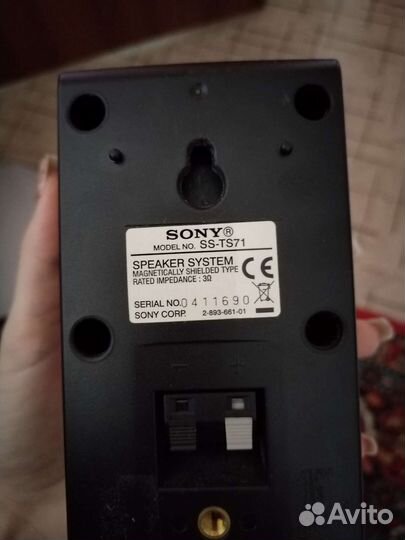 SONY®
MODEL NO. SS-TS71
SPEAKER SYSTEM
MAGNETICALLY SHIELDED TYPE
RATED IMPEDANCE : 3Ω
CE
SERIAL NO. 0411690
SONY CORP. 2-893-661-01
− +
Avito